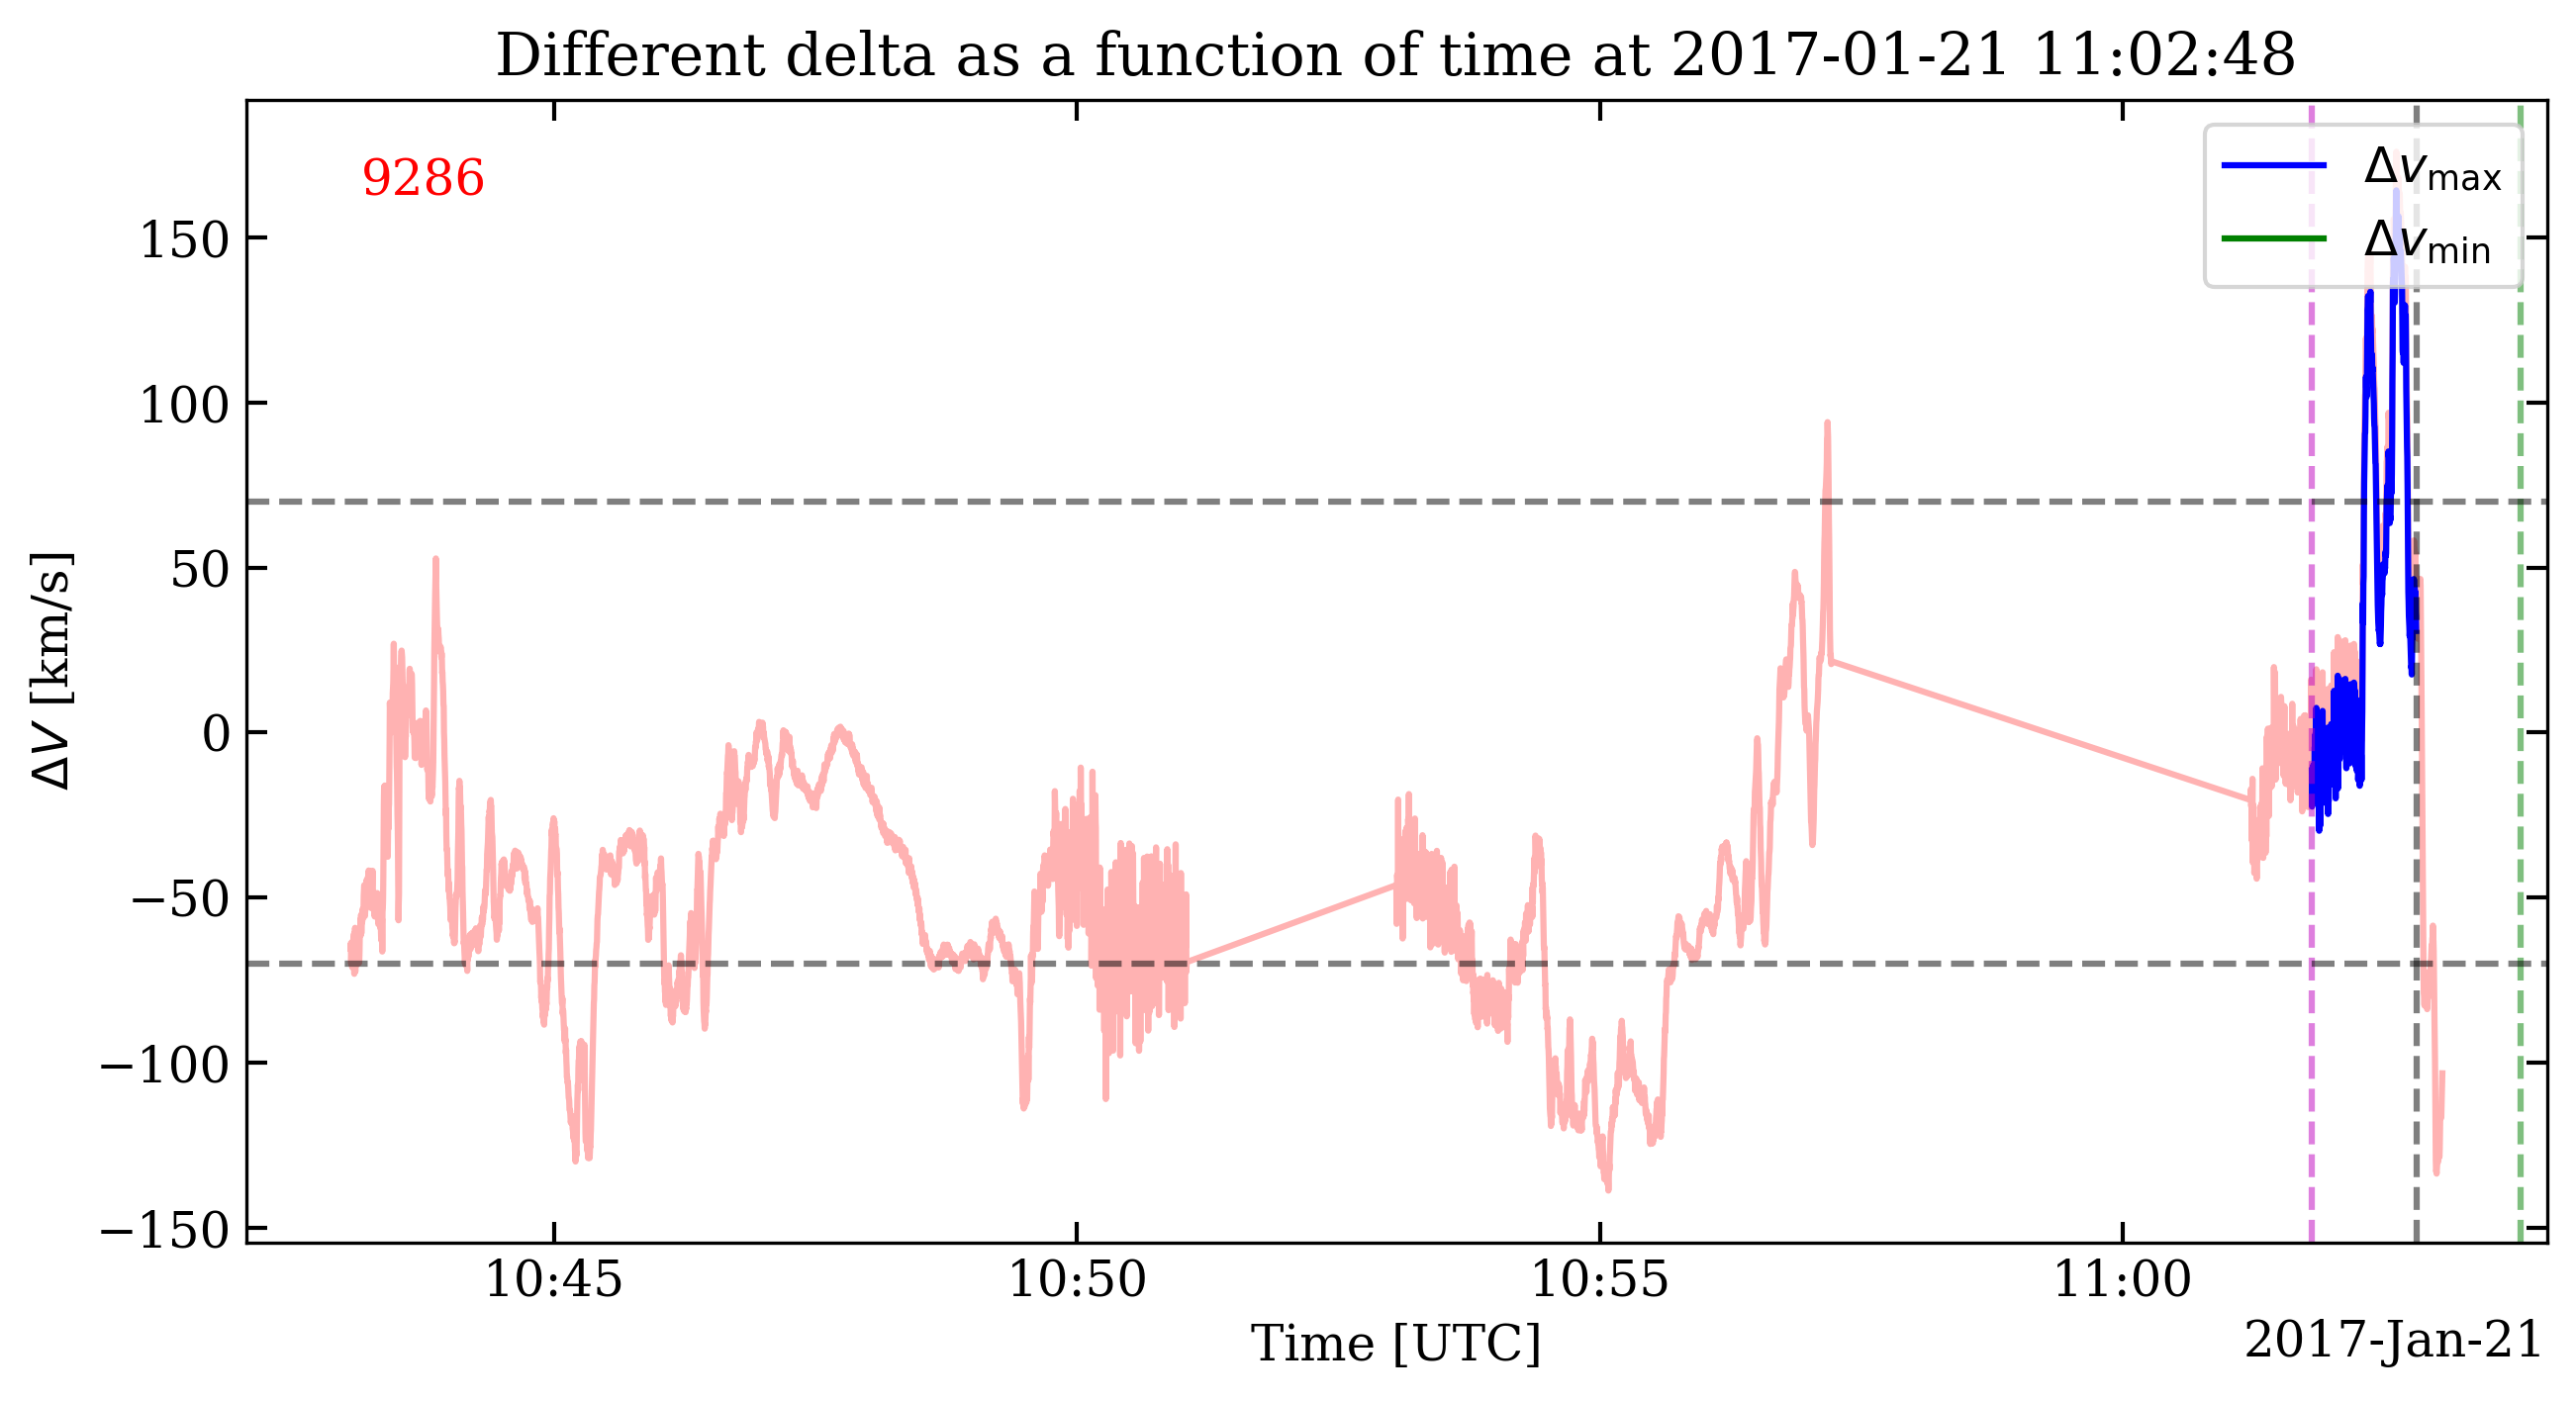 Different delta as a function of time at 2017-01-21 11:02:48
9286
Δv_max
Δv_min
150
100
50
0
−50
−100
−150
ΔV [km/s]
10:45 10:50 10:55 11:00
Time [UTC]
2017-Jan-21